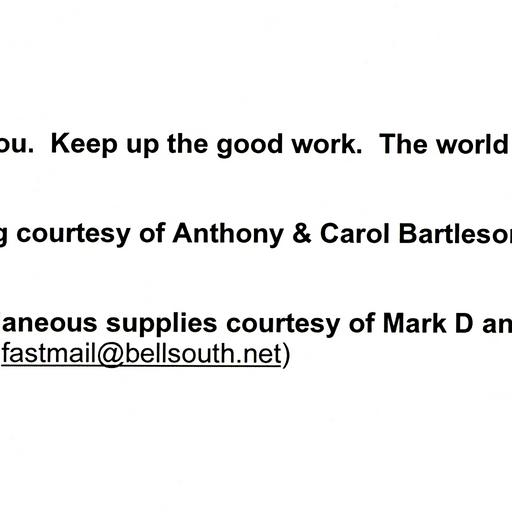 ou. Keep up the good work. The world
g courtesy of Anthony & Carol Bartleso
aneous supplies courtesy of Mark D an
fastmail@bellsouth.net)